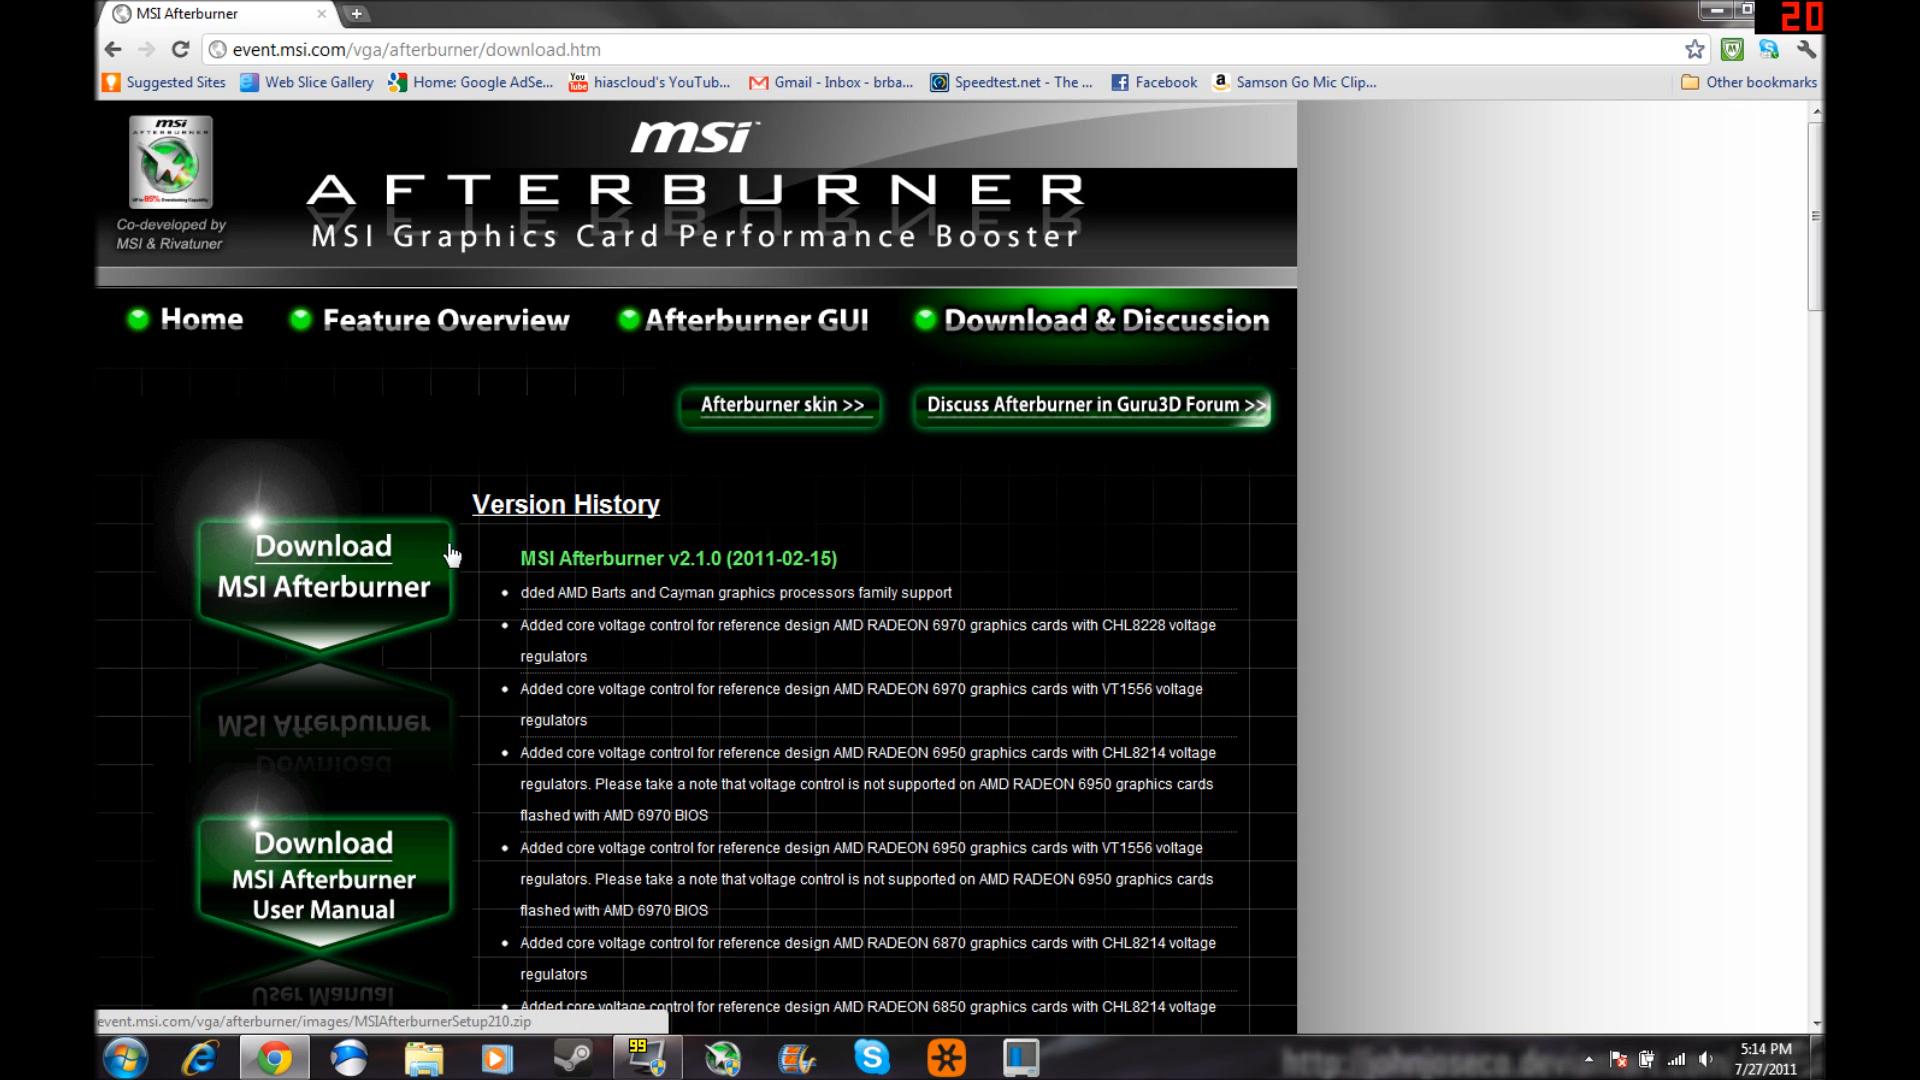 MSI Afterburner
20
event.msi.com/vga/afterburner/download.htm
Suggested Sites
Web Slice Gallery
Home: Google AdSe...
You Tube
hiascloud's YouTub...
Gmail - Inbox - brba...
Speedtest.net - The ...
Facebook
Samson Go Mic Clip...
Other bookmarks
msi
AFTERBURNER
Co-developed by
MSI & Rivatuner
msi™
AFTERBURNER
MSI Graphics Card Performance Booster
Home
Feature Overview
Afterburner GUI
Download & Discussion
Afterburner skin >>
Discuss Afterburner in Guru3D Forum >>
Download
MSI Afterburner
Download
MSI Afterburner
User Manual
Version History
MSI Afterburner v2.1.0 (2011-02-15)
dded AMD Barts and Cayman graphics processors family support
Added core voltage control for reference design AMD RADEON 6970 graphics cards with CHL8228 voltage
regulators
Added core voltage control for reference design AMD RADEON 6970 graphics cards with VT1556 voltage
regulators
Added core voltage control for reference design AMD RADEON 6950 graphics cards with CHL8214 voltage
regulators. Please take a note that voltage control is not supported on AMD RADEON 6950 graphics cards
flashed with AMD 6970 BIOS
Added core voltage control for reference design AMD RADEON 6950 graphics cards with VT1556 voltage
regulators. Please take a note that voltage control is not supported on AMD RADEON 6950 graphics cards
flashed with AMD 6970 BIOS
Added core voltage control for reference design AMD RADEON 6870 graphics cards with CHL8214 voltage
regulators
Added core voltage control for reference design AMD RADEON 6850 graphics cards with CHL8214 voltage
event.msi.com/vga/afterburner/images/MSIAfterburnerSetup210.zip
99
5:14 PM
7/27/2011